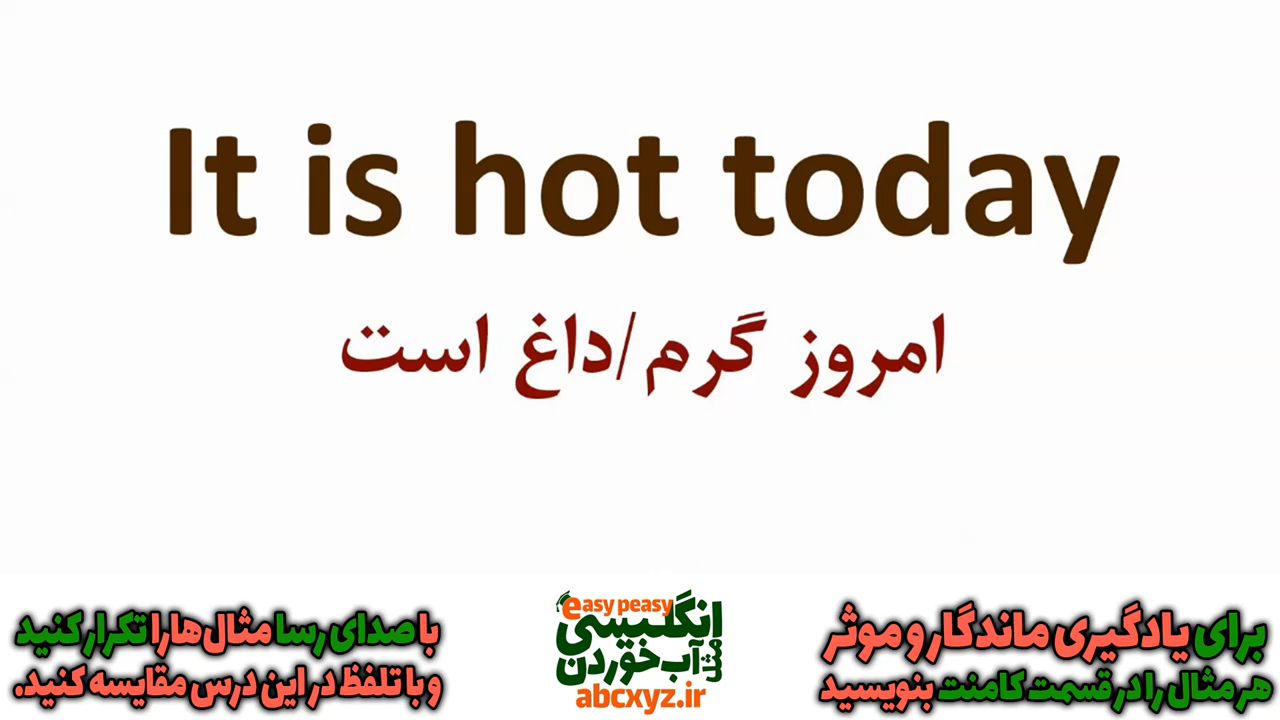 It is hot today
امروز گرم/داغ است
برای یادگیری ماندگار و موثر
هر مثال را در قسمت کامنت بنویسید
easy peasy
انگلیسی
مثل آب خوردن
abcxyz.ir
با صدای رسا مثال‌ها را تکرار کنید
و با تلفظ در این درس مقایسه کنید.